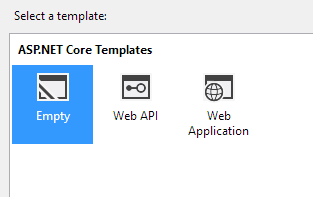 Select a template:
ASP.NET Core Templates
Empty
Web API
Web
Application